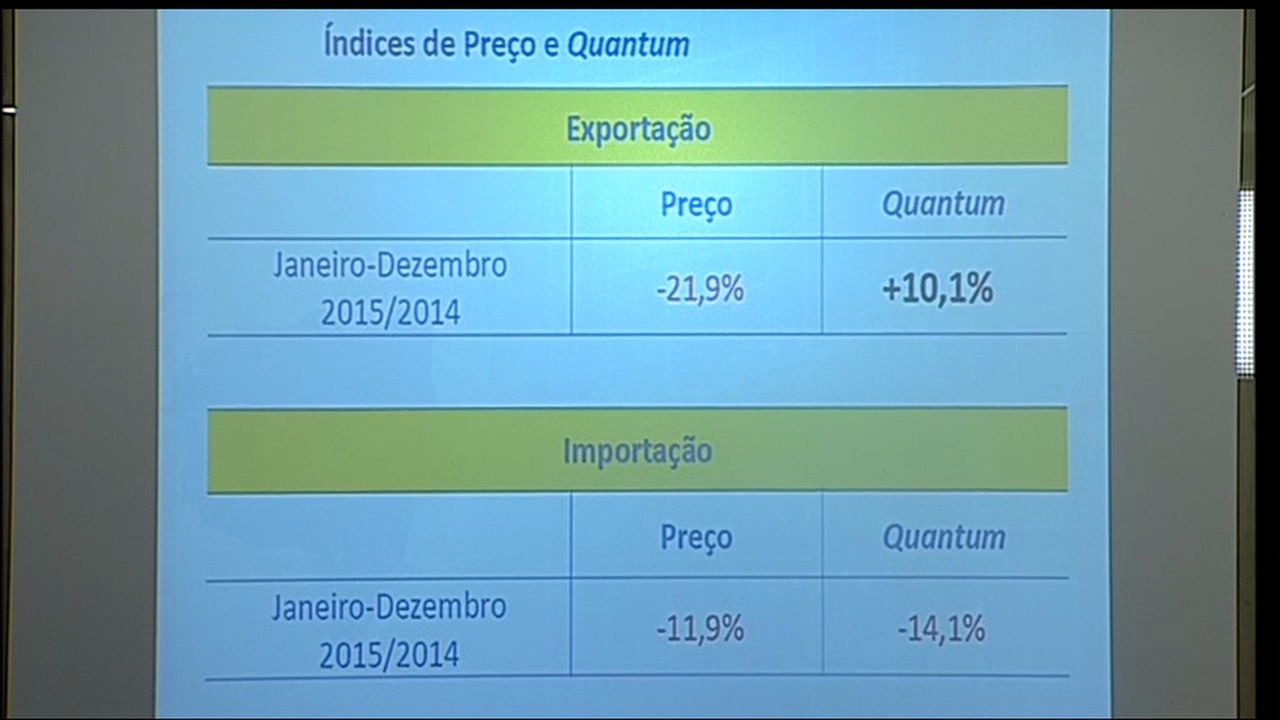 Índices de Preço e Quantum
Exportação
Preço Quantum
Janeiro-Dezembro
2015/2014
-21,9% +10,1%
Importação
Preço Quantum
Janeiro-Dezembro
2015/2014
-11,9% -14,1%